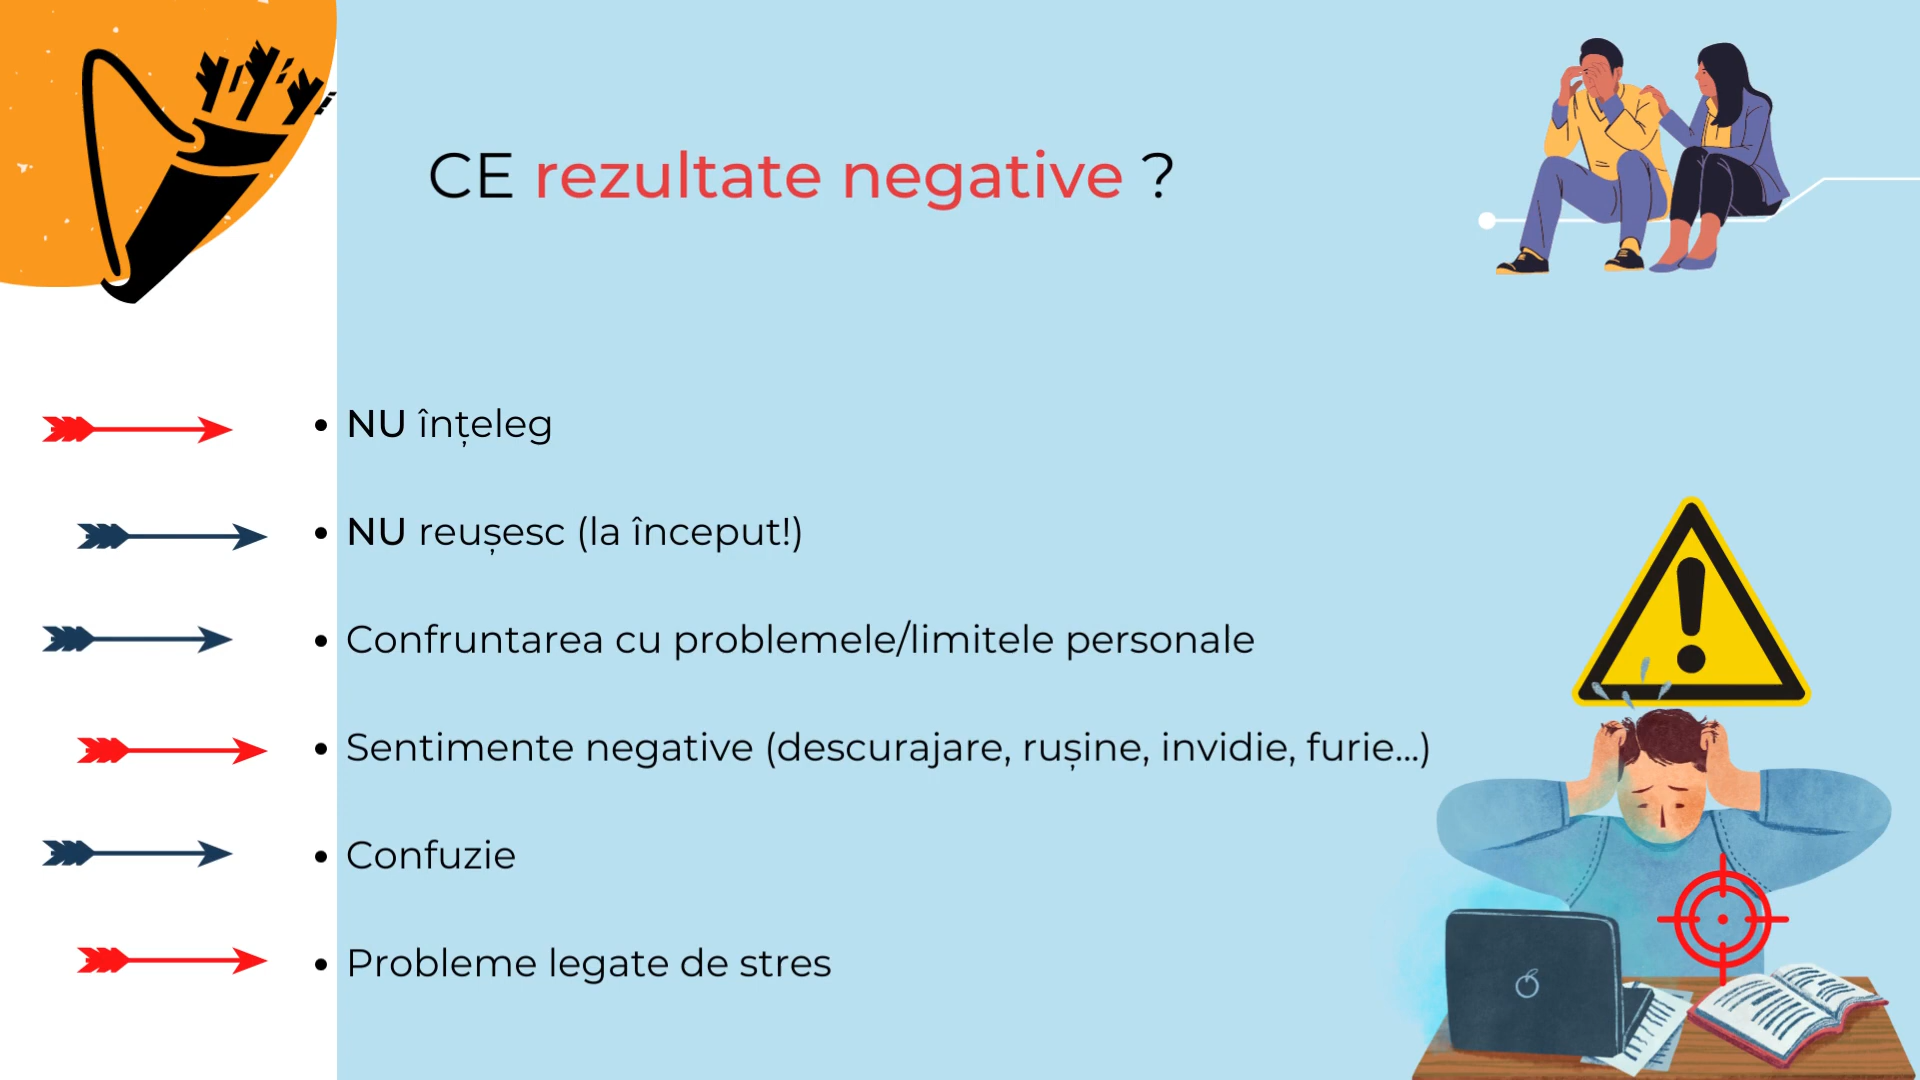 CE rezultate negative ?
• NU înțeleg
• NU reușesc (la început!)
• Confruntarea cu problemele/limitele personale
• Sentimente negative (descurajare, rușine, invidie, furie...)
• Confuzie
• Probleme legate de stres